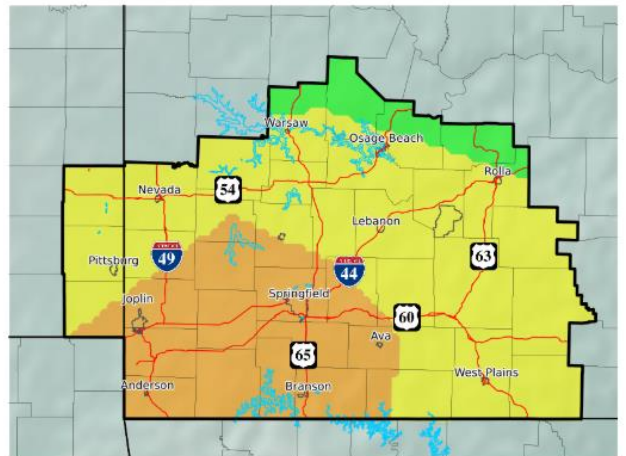 Warsaw
Osage Beach
Rolla
Nevada
54
Lebanon
63
Pittsburg
49
44
Joplin
Springfield
60
Ava
65
Anderson
Branson
West Plains